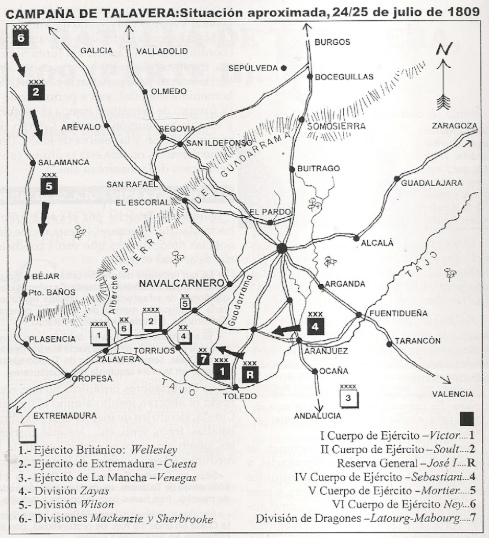 CAMPAÑA DE TALAVERA:Situación aproximada, 24/25 de julio de 1809
XXX
6
GALICIA
VALLADOLID
BURGOS
N
SEPÚLVEDA
BOCEGUILLAS
XXX
2
OLMEDO
ARÉVALO
SEGOVIA
SAN ILDEFONSO
SOMOSIERRA
ZARAGOZA
SALAMANCA
XXX
5
SAN RAFAEL
SIERRA DEL GUADARRAMA
BUITRAGO
GUADALAJARA
EL ESCORIAL
EL PARDO
ALCALÁ
TAJO
BÉJAR
Pto. BAÑOS
NAVALCARNERO
ARGANDA
Alberche
Guadarrama
XX
5
FUENTIDUEÑA
PLASENCIA
XXXX
1
XX
6
XXXX
2
XX
4
XXX
4
TALAVERA
TORRIJOS
XX
7
XXX
1
XXX
R
ARANJUEZ
TARANCÓN
OROPESA
TAJO
TOLEDO
OCAÑA
XXXX
3
VALENCIA
EXTREMADURA
ANDALUCIA
1.- Ejército Británico: Wellesley
2.- Ejército de Extremadura -Cuesta
3.- Ejército de La Mancha -Venegas
4.- División Zayas
5.- División Wilson
6.- Divisiones Mackenzie y Sherbrooke
I Cuerpo de Ejército -Victor...1
II Cuerpo de Ejército -Soult...2
Reserva General -José I....R
IV Cuerpo de Ejército -Sebastiani..4
V Cuerpo de Ejército -Mortier....5
VI Cuerpo de Ejército Ney...6
División de Dragones -Latourg-Mabourg....7